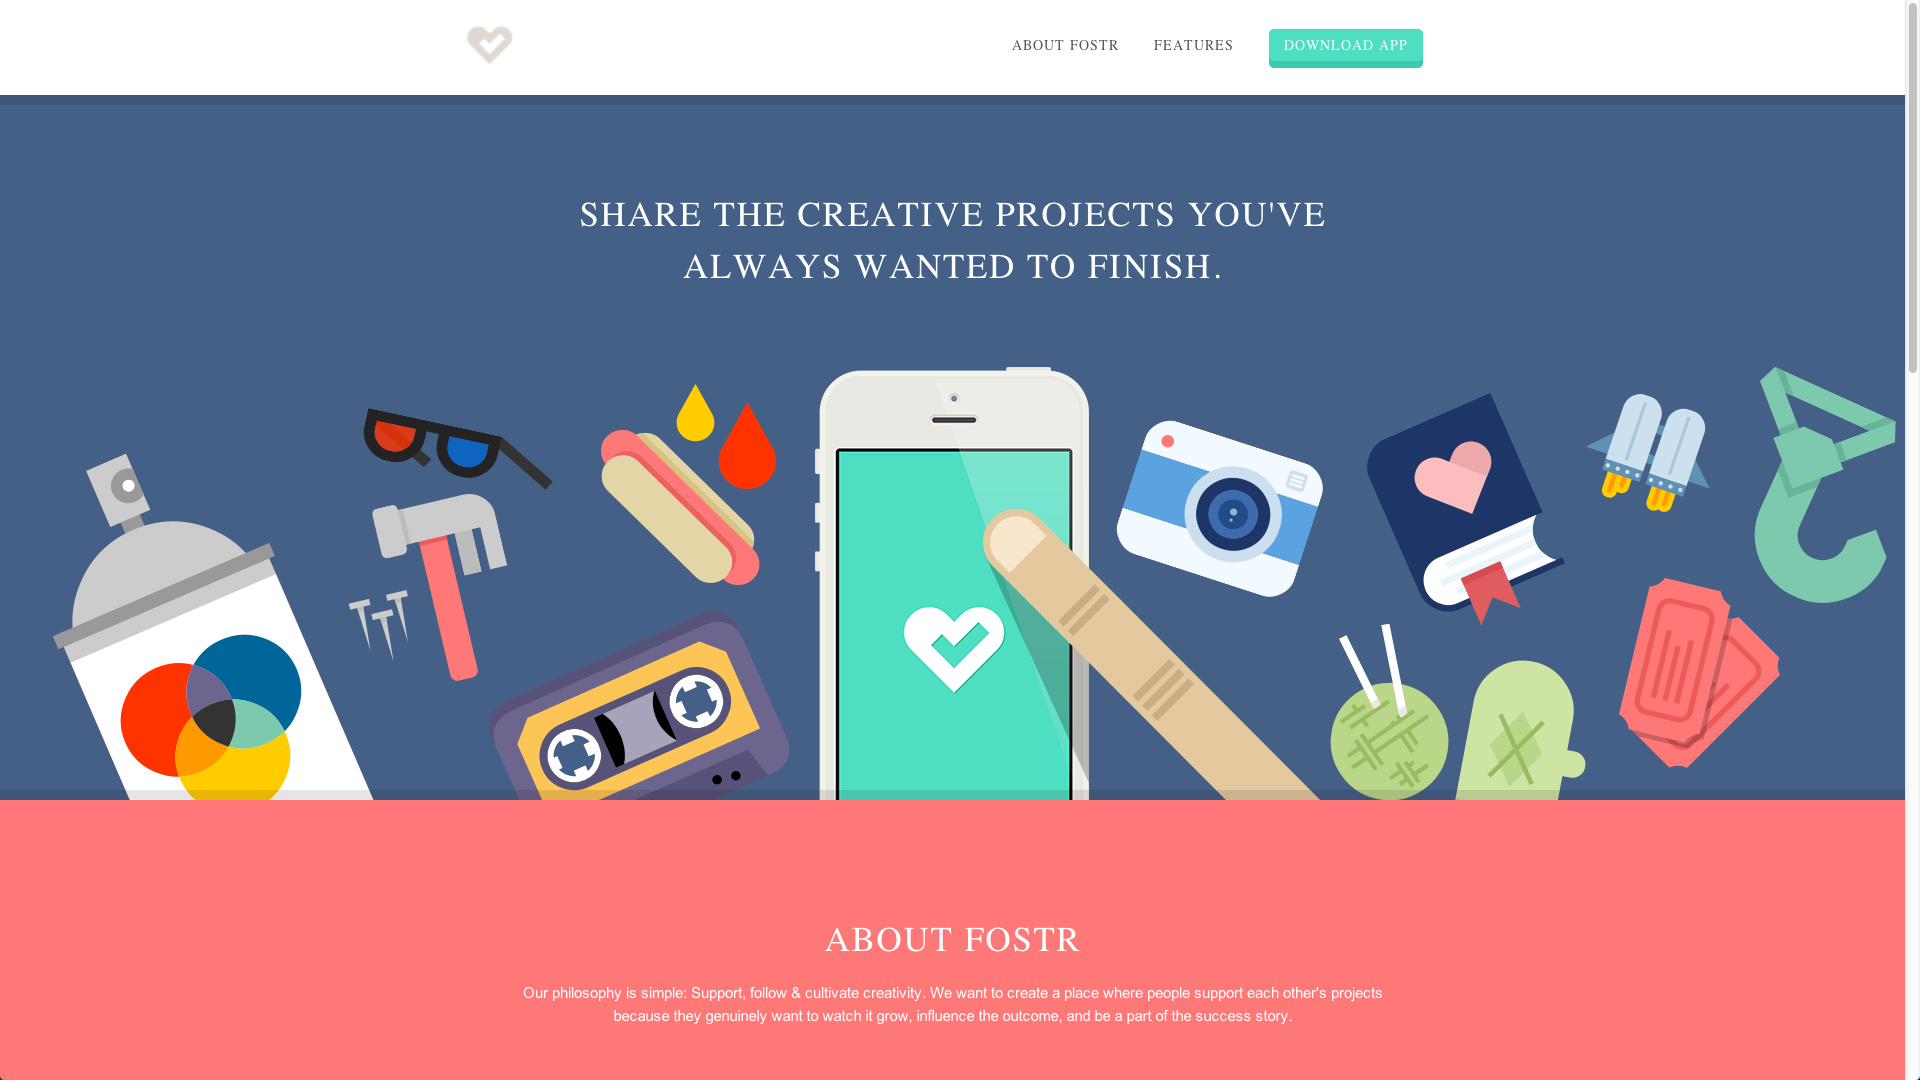 ABOUT FOSTR
FEATURES
DOWNLOAD APP
SHARE THE CREATIVE PROJECTS YOU'VE
ALWAYS WANTED TO FINISH.
ABOUT FOSTR
Our philosophy is simple: Support, follow & cultivate creativity. We want to create a place where people support each other's projects
because they genuinely want to watch it grow, influence the outcome, and be a part of the success story.